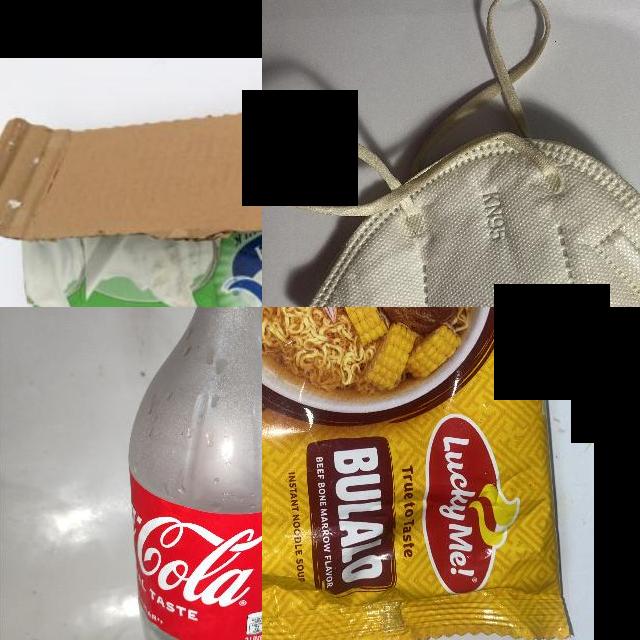 KN95
Cola
TASTE
Lucky Me!
True to Taste
BULALO
BEEF BONE MARROW FLAVOR
INSTANT NOODLE SOUP